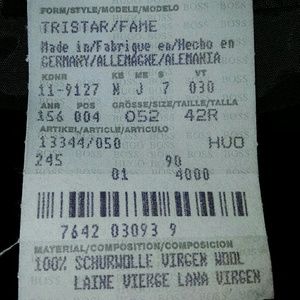 FORM/STYLE/MODELE/MODELO
TRISTAR/FAME
Made in/Fabrique en/Hecho en
GERMANY/ALLEMAGNE/ALEMANIA
KDNR KE ME S VT
11-9127 N J 7 030
ANR POS GRÖSSE/SIZE/TAILLE/TALLA
156 004 052 42R
ARTIKEL/ARTICLE/ARTICULO
13344/050 HUO
245 90
01 4000
7642 03093 9
MATERIAL/COMPOSITION/COMPOSICION
100% SCHURWOLLE VIRGEN WOOL
LAINE VIERGE LANA VIRGEN